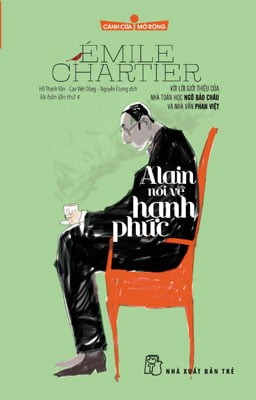 CÁNH CỬA MỞ RỘNG
ÉMILE
CHARTIER
Hồ Thanh Vân - Cao Việt Dũng - Nguyễn F.Lang dịch
Tái bản lần thứ 4
VỚI LỜI GIỚI THIỆU CỦA
NHÀ TOÁN HỌC NGÔ BẢO CHÂU
VÀ NHÀ VĂN PHAN VIỆT
Alain
nói về
hạnh
phúc
NHÀ XUẤT BẢN TRẺ